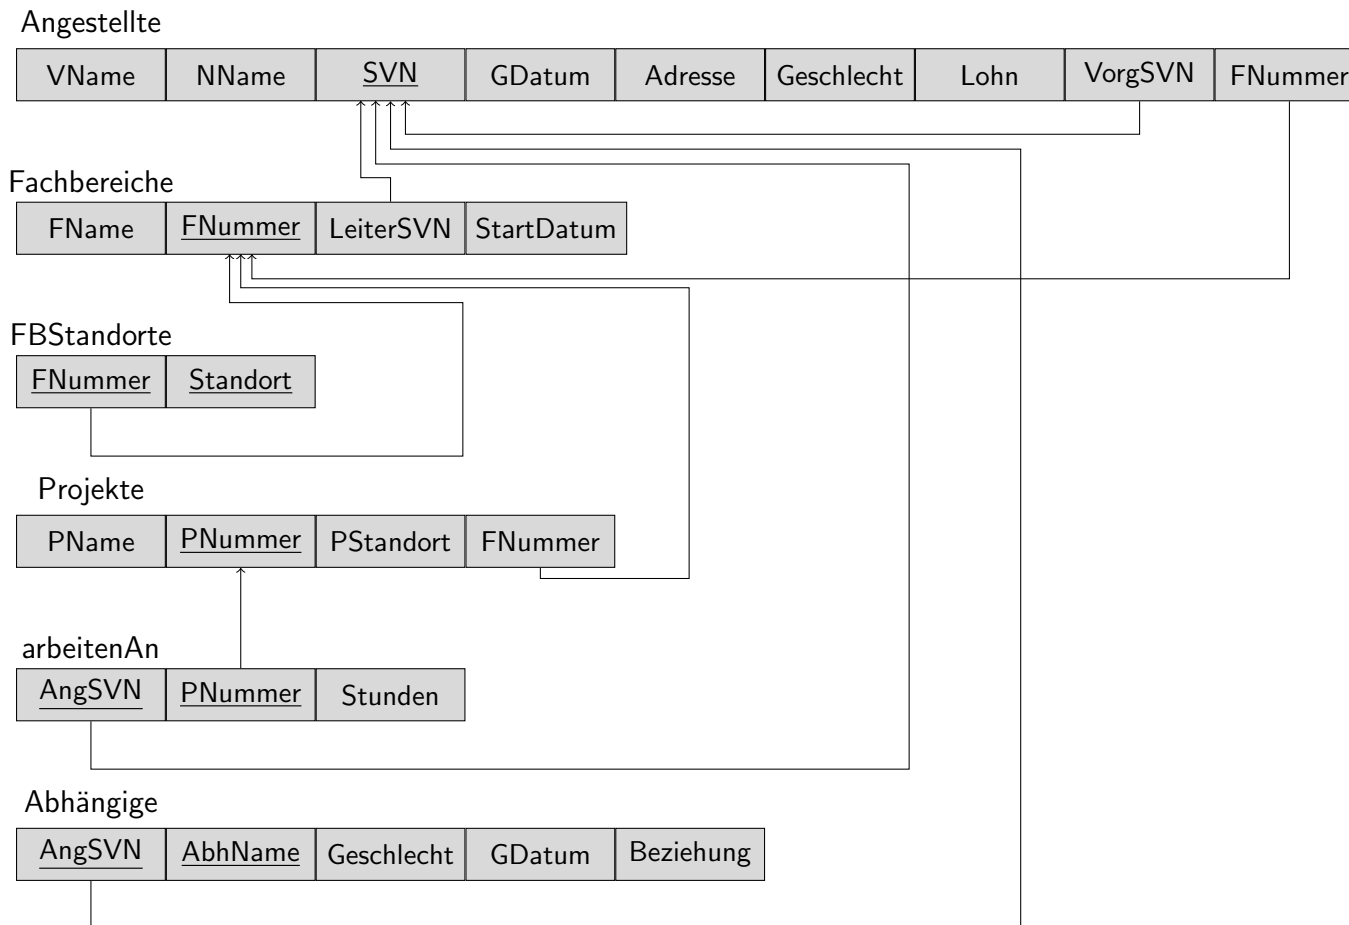 Angestellte
VName NName SVN GDatum Adresse Geschlecht Lohn VorgSVN FNummer
Fachbereiche
FName FNummer LeiterSVN StartDatum
FBStandorte
FNummer Standort
Projekte
PName PNummer PStandort FNummer
arbeitenAn
AngSVN PNummer Stunden
Abhängige
AngSVN AbhName Geschlecht GDatum Beziehung